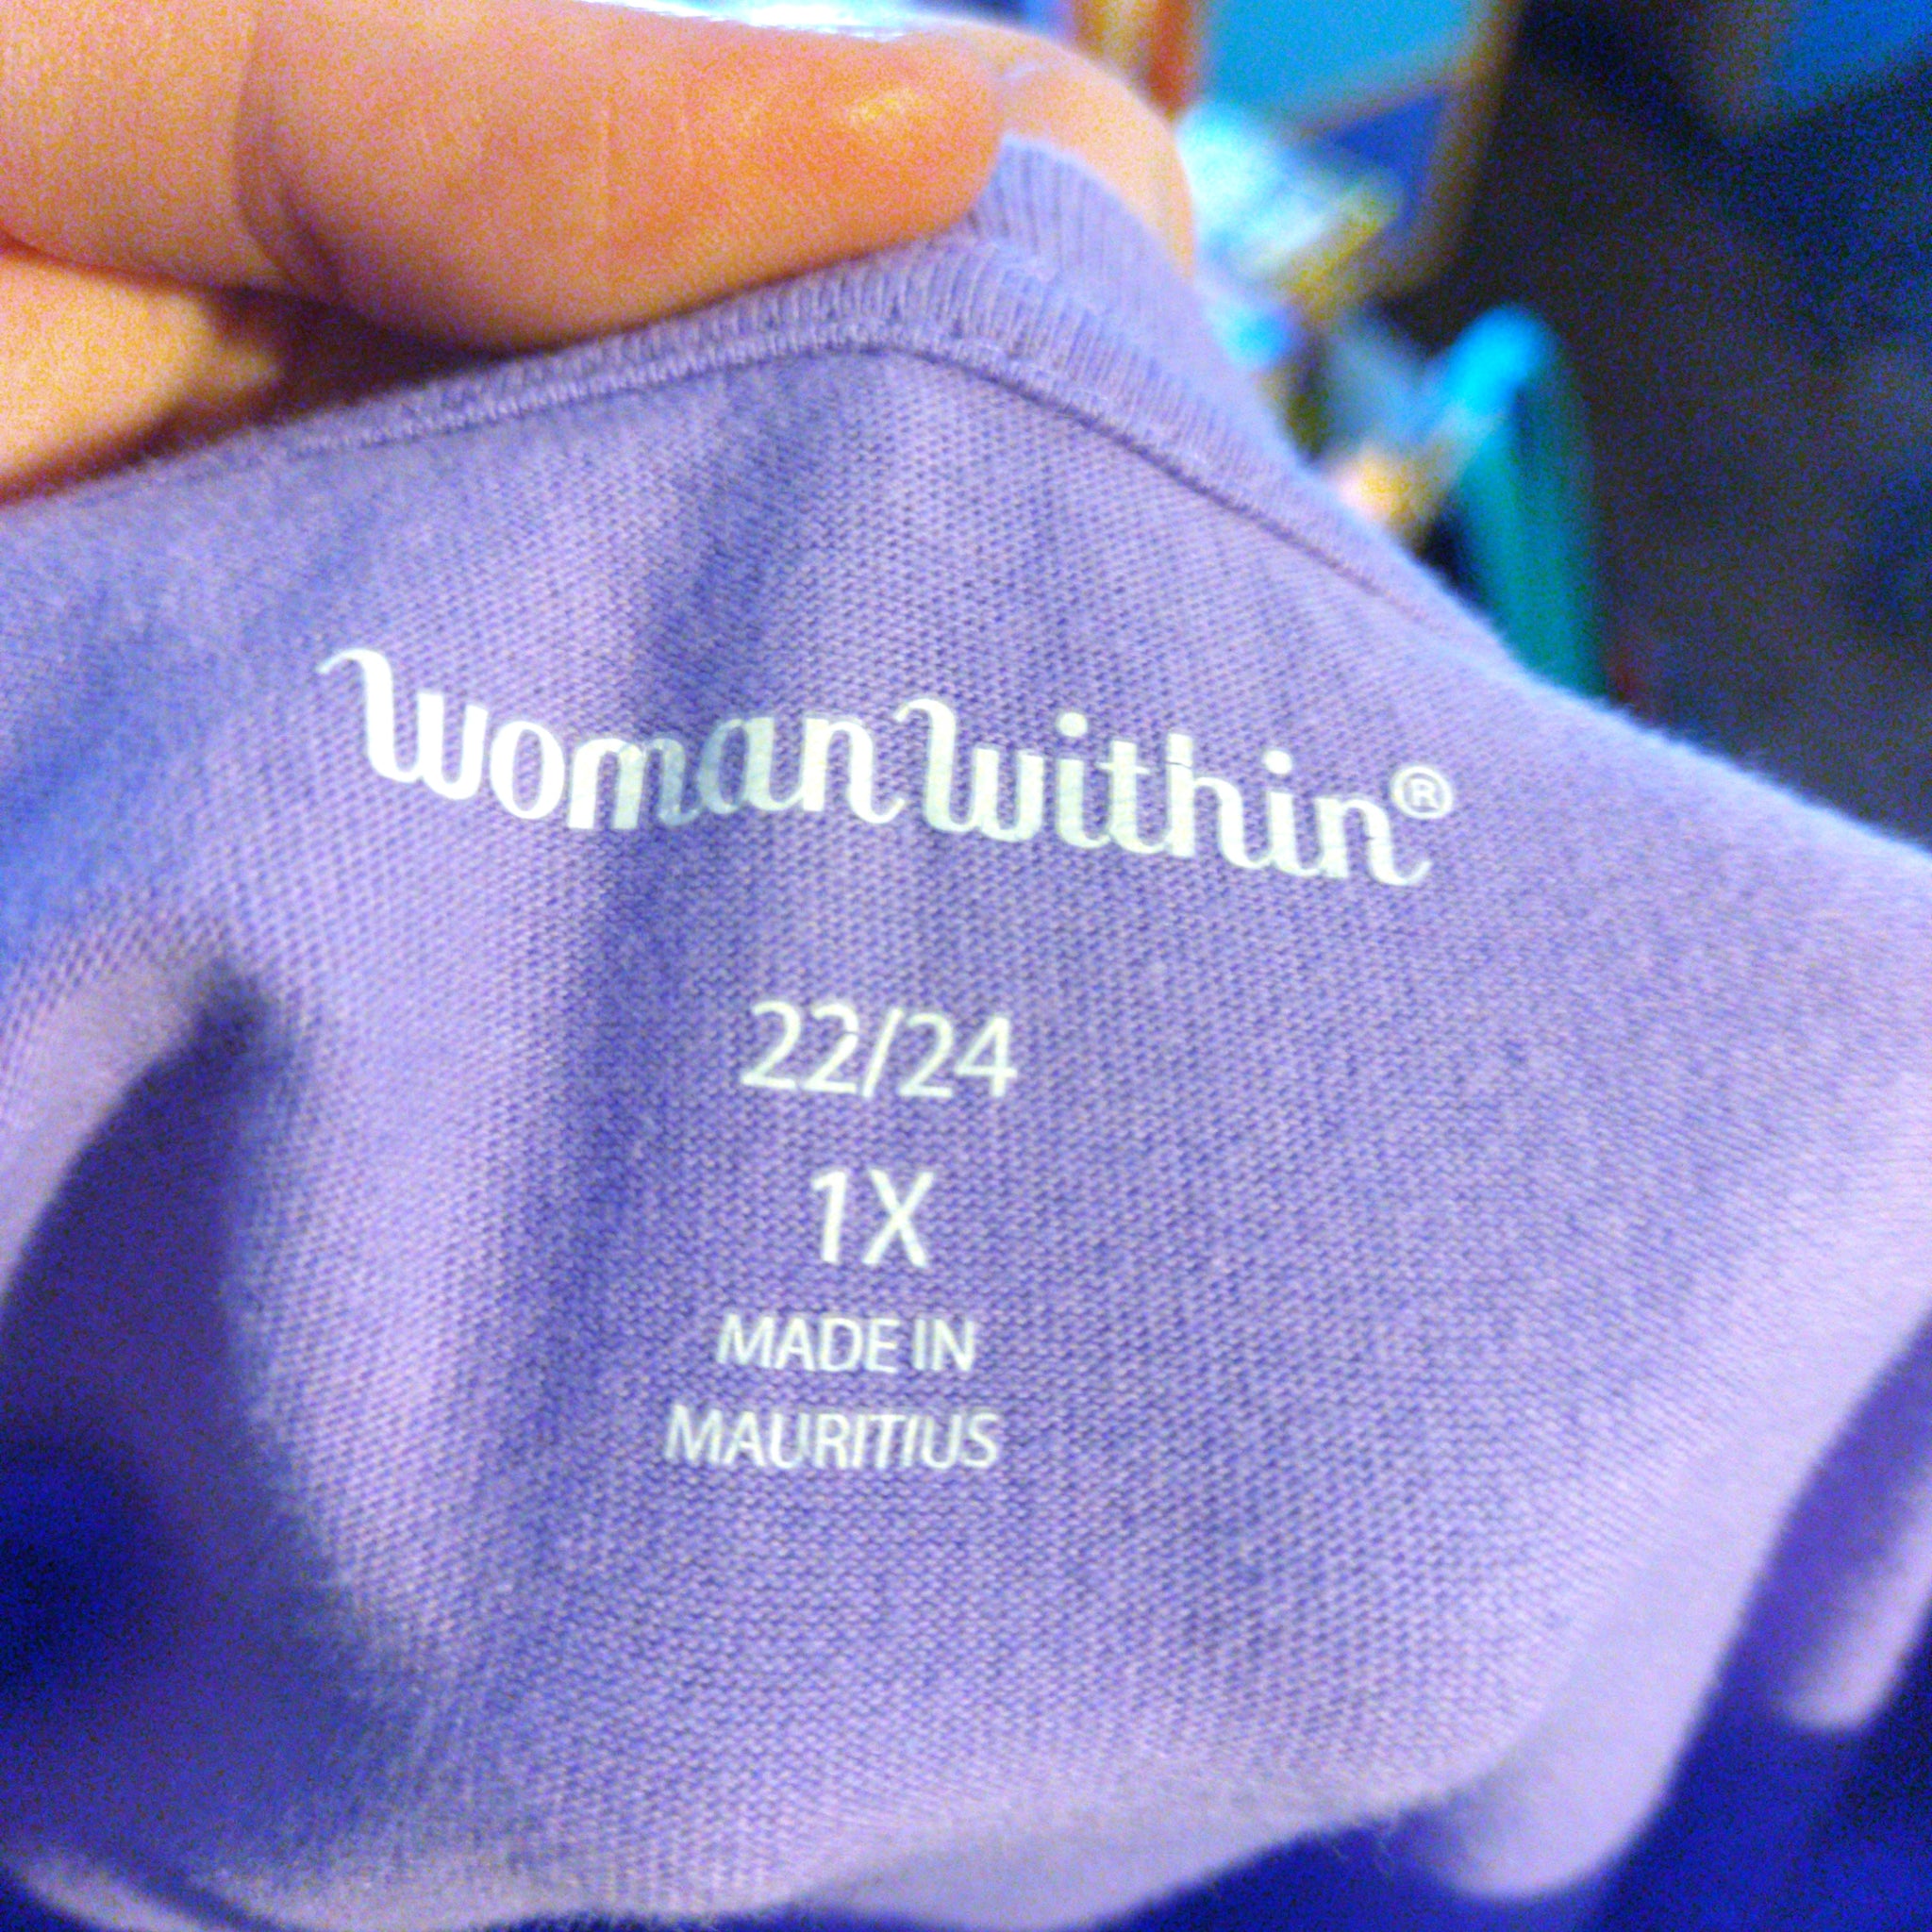 woman within®
22/24
1X
MADE IN
MAURITIUS